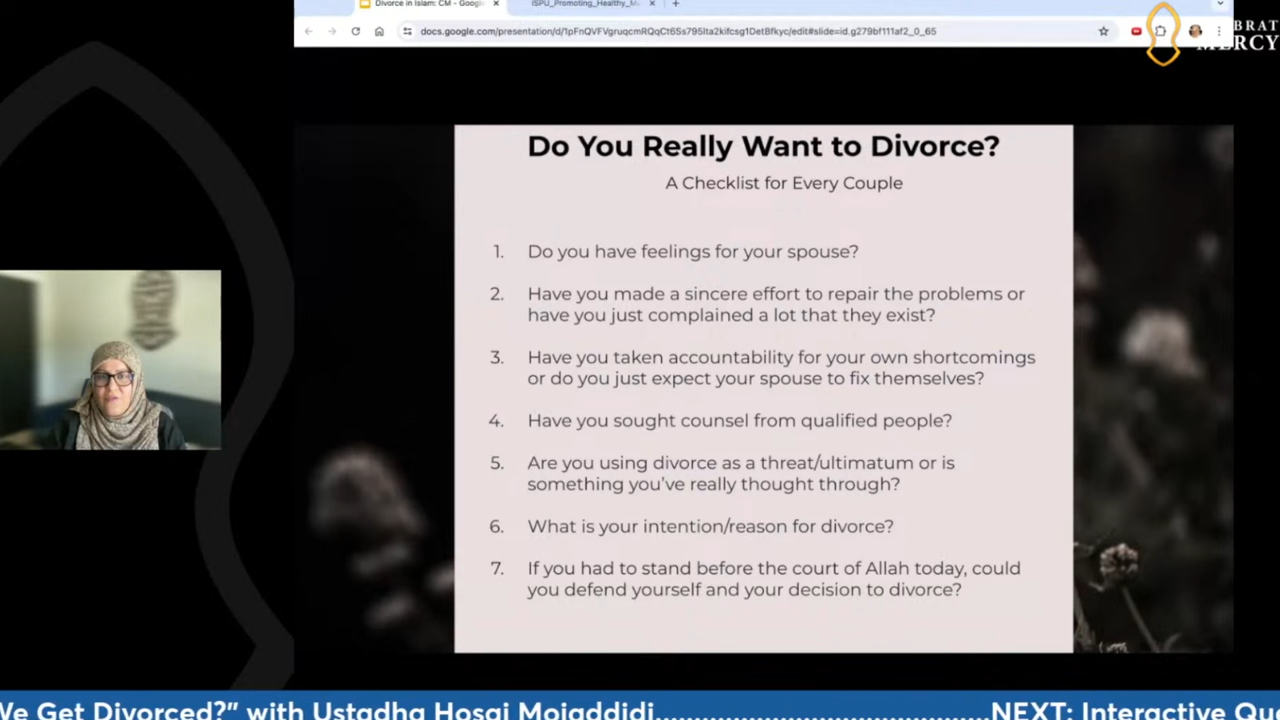 Divorce in Islam: CM - Googl
ISPU_Promoting_Healthy_M
docs.google.com/presentation/d/1pFnQVFVgruqcmRQqCt6Ss795lta2kifcsg1DetBfkyc/edit#slide=id.g279bf111af2_0_65
BRAT
MERCY
Do You Really Want to Divorce?
A Checklist for Every Couple
1. Do you have feelings for your spouse?
2. Have you made a sincere effort to repair the problems or
have you just complained a lot that they exist?
3. Have you taken accountability for your own shortcomings
or do you just expect your spouse to fix themselves?
4. Have you sought counsel from qualified people?
5. Are you using divorce as a threat/ultimatum or is
something you've really thought through?
6. What is your intention/reason for divorce?
7. If you had to stand before the court of Allah today, could
you defend yourself and your decision to divorce?
We Get Divorced?" with Ustadha Hosai Mojaddidi.......................................NEXT: Interactive Que